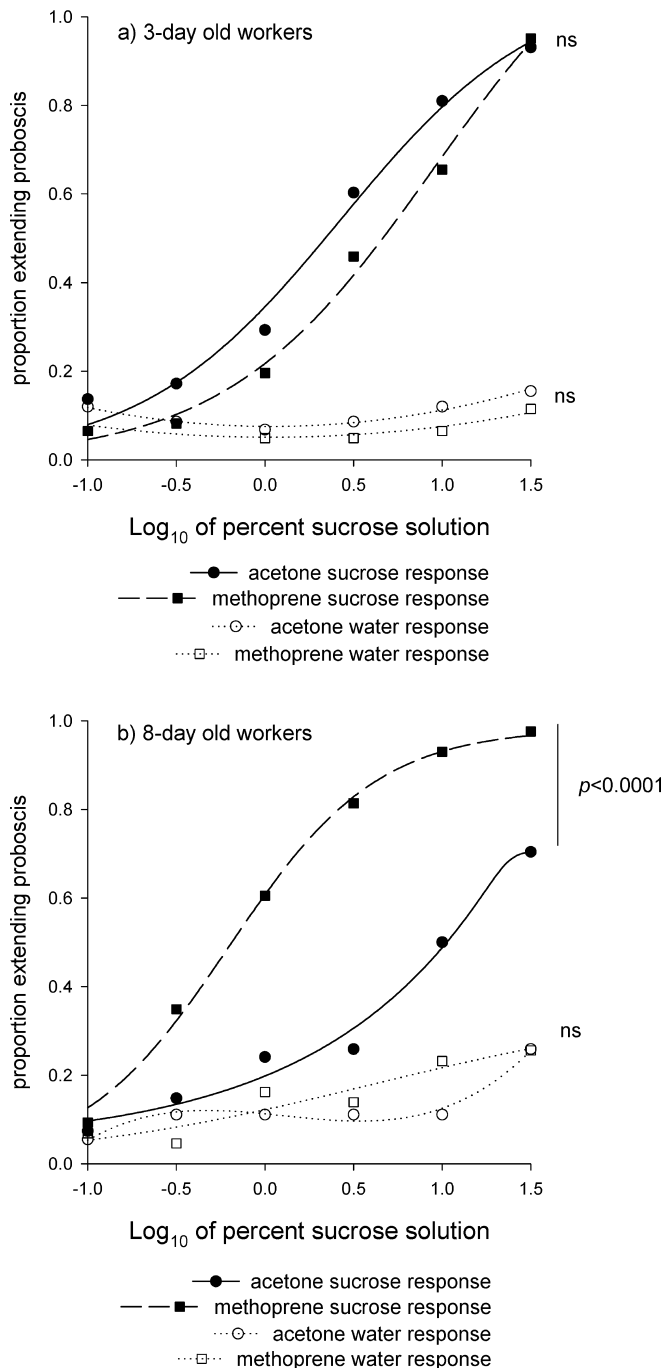 a) 3-day old workers
ns
ns
proportion extending proboscis
1.0
0.8
0.6
0.4
0.2
0.0
-1.0 -0.5 0.0 0.5 1.0 1.5
Log10 of percent sucrose solution
acetone sucrose response
methoprene sucrose response
acetone water response
methoprene water response
b) 8-day old workers
p<0.0001
ns
proportion extending proboscis
1.0
0.8
0.6
0.4
0.2
0.0
-1.0 -0.5 0.0 0.5 1.0 1.5
Log10 of percent sucrose solution
acetone sucrose response
methoprene sucrose response
acetone water response
methoprene water response